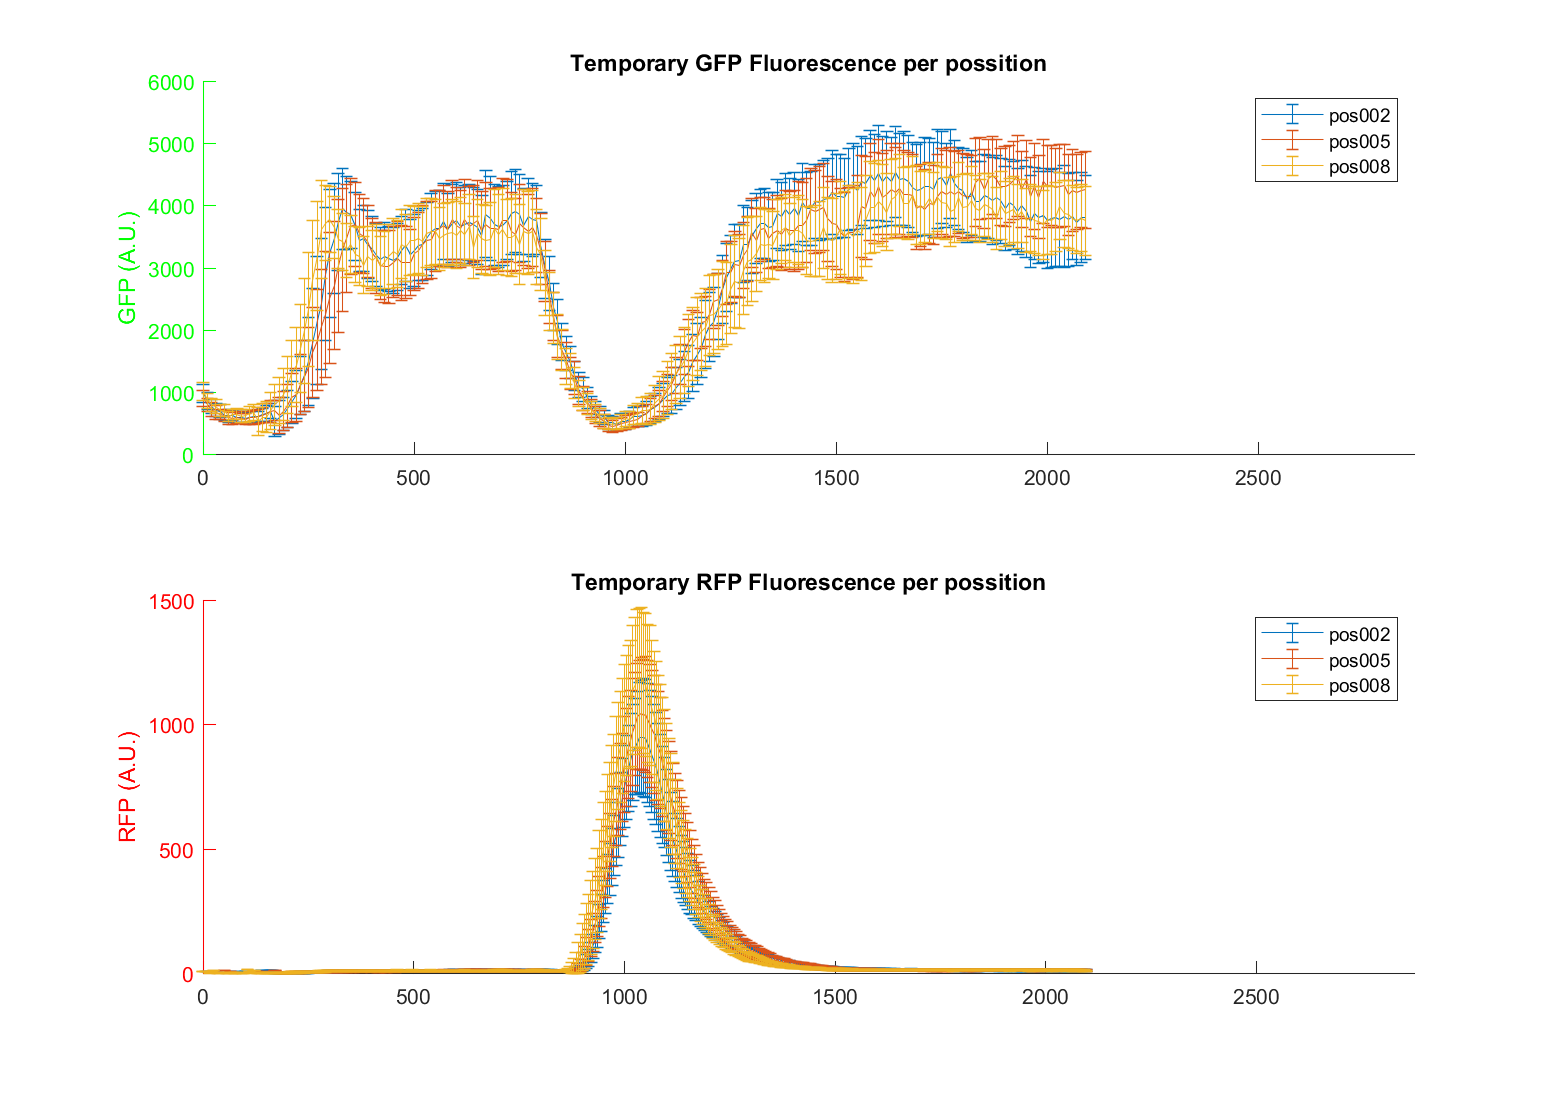 Temporary GFP Fluorescence per possition
GFP (A.U.)
6000
5000
4000
3000
2000
1000
0
0 500 1000 1500 2000 2500
pos002
pos005
pos008
Temporary RFP Fluorescence per possition
RFP (A.U.)
1500
1000
500
0
0 500 1000 1500 2000 2500
pos002
pos005
pos008